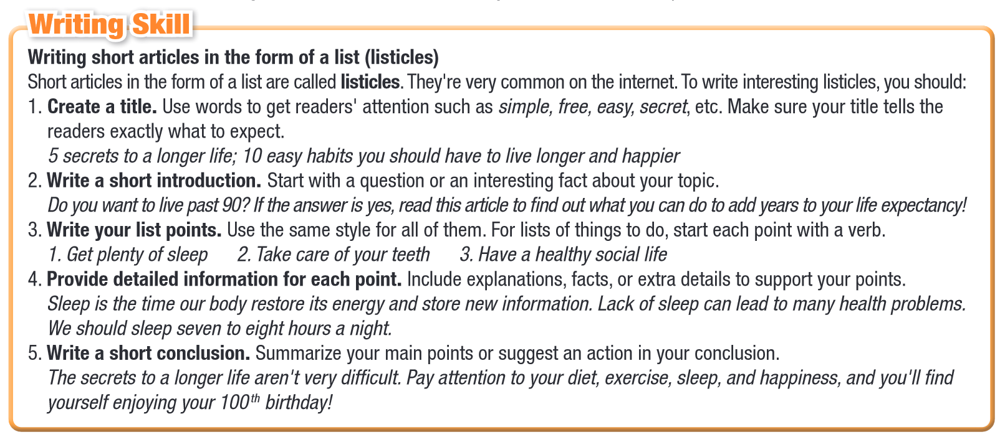 Writing Skill
Writing short articles in the form of a list (listicles)
Short articles in the form of a list are called listicles. They're very common on the internet. To write interesting listicles, you should:
1. Create a title. Use words to get readers' attention such as simple, free, easy, secret, etc. Make sure your title tells the
readers exactly what to expect.
5 secrets to a longer life; 10 easy habits you should have to live longer and happier
2. Write a short introduction. Start with a question or an interesting fact about your topic.
Do you want to live past 90? If the answer is yes, read this article to find out what you can do to add years to your life expectancy!
3. Write your list points. Use the same style for all of them. For lists of things to do, start each point with a verb.
1. Get plenty of sleep 2. Take care of your teeth 3. Have a healthy social life
4. Provide detailed information for each point. Include explanations, facts, or extra details to support your points.
Sleep is the time our body restore its energy and store new information. Lack of sleep can lead to many health problems.
We should sleep seven to eight hours a night.
5. Write a short conclusion. Summarize your main points or suggest an action in your conclusion.
The secrets to a longer life aren't very difficult. Pay attention to your diet, exercise, sleep, and happiness, and you'll find
yourself enjoying your 100th birthday!